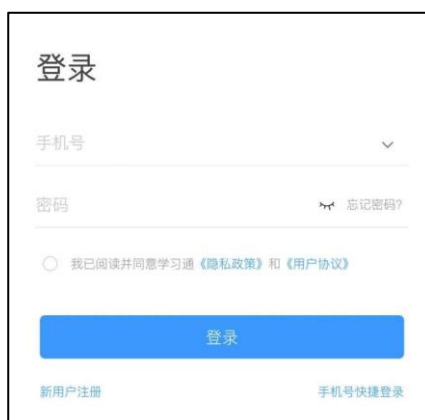 登录
手机号
密码 忘记密码?
我已阅读并同意学习通《隐私政策》和《用户协议》
登录
新用户注册 手机号快捷登录